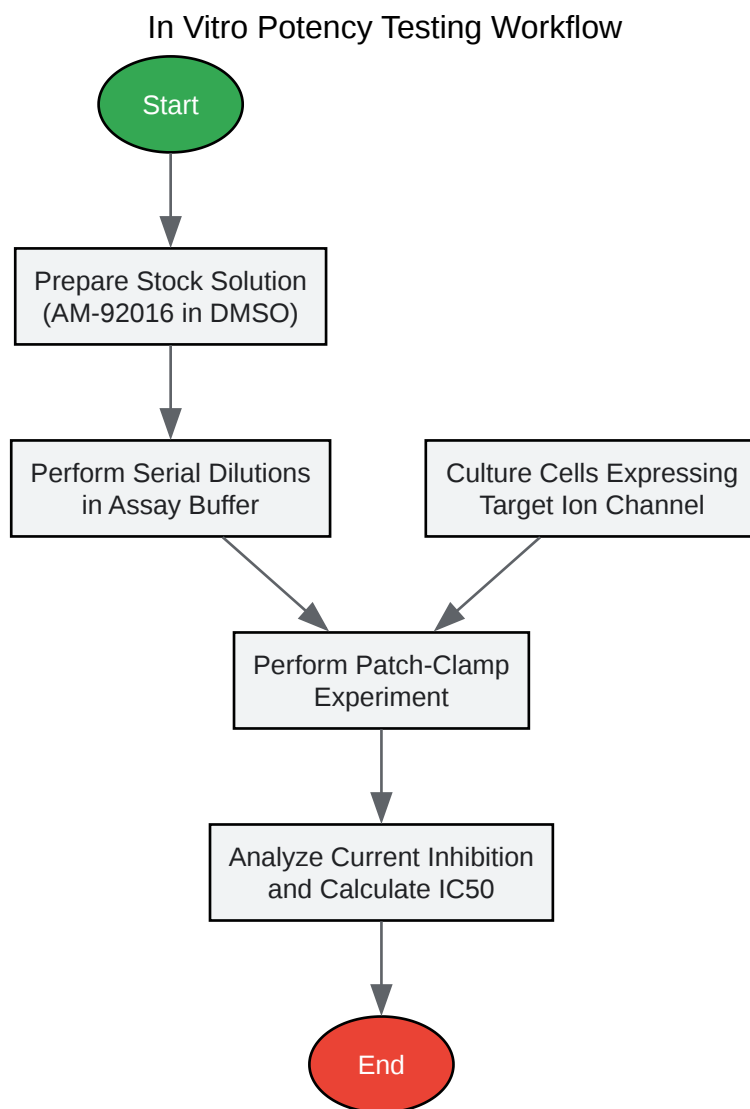 In Vitro Potency Testing Workflow
Start
Prepare Stock Solution
(AM-92016 in DMSO)
Perform Serial Dilutions
in Assay Buffer
Culture Cells Expressing
Target Ion Channel
Perform Patch-Clamp
Experiment
Analyze Current Inhibition
and Calculate IC50
End